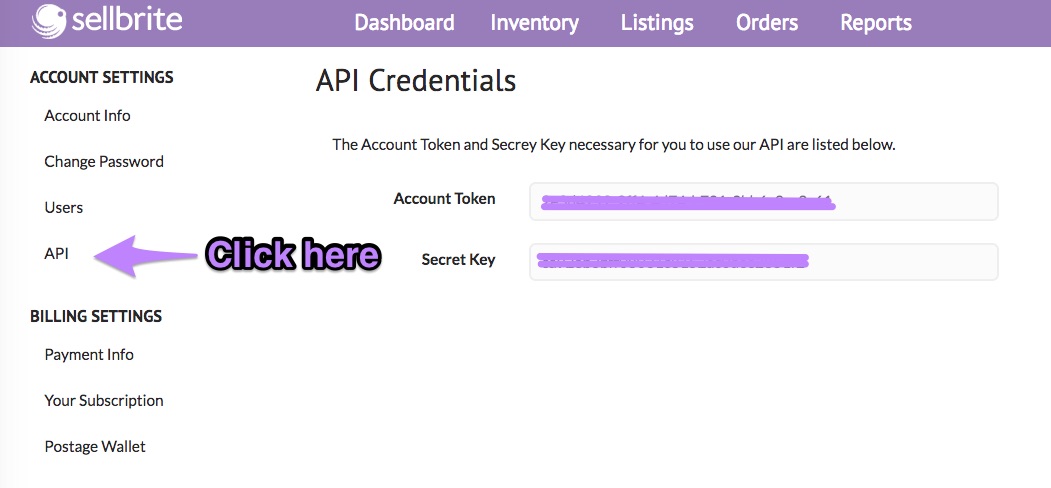 sellbrite
Dashboard Inventory Listings Orders Reports
ACCOUNT SETTINGS
Account Info
Change Password
Users
API
Click here
BILLING SETTINGS
Payment Info
Your Subscription
Postage Wallet
API Credentials
The Account Token and Secrey Key necessary for you to use our API are listed below.
Account Token
Secret Key